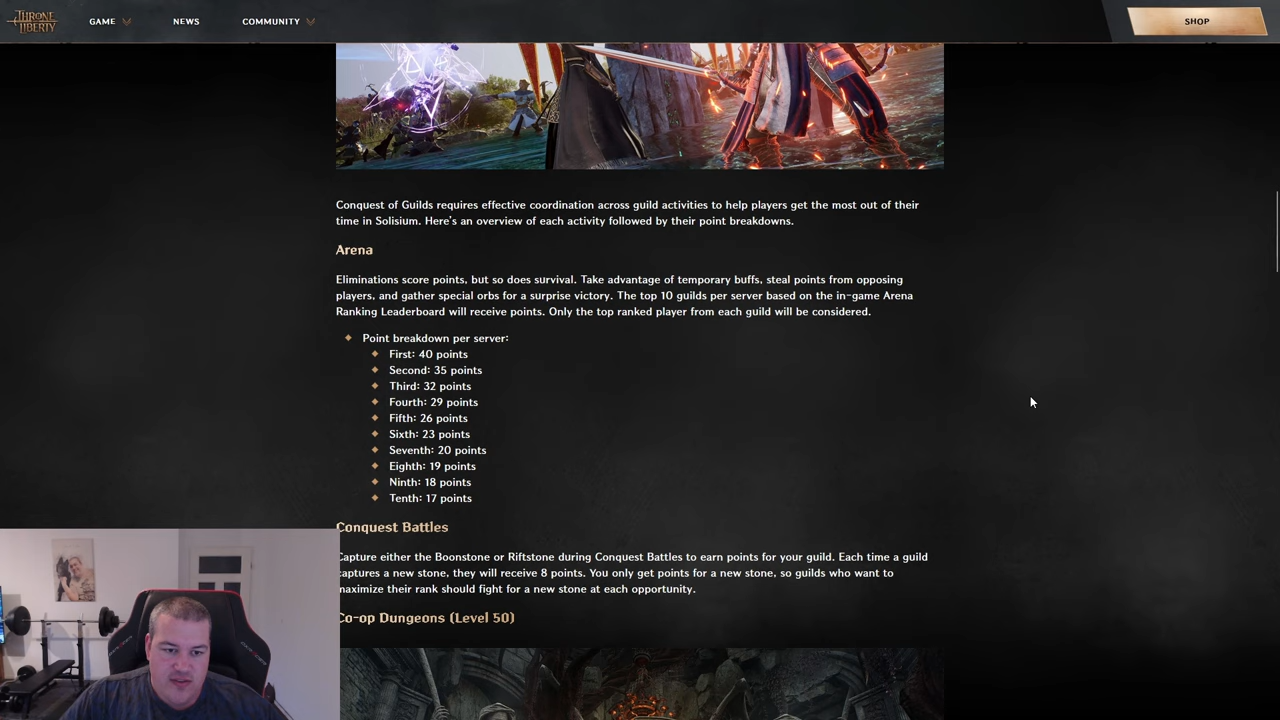 THRONE
LIBERTY
GAME
NEWS
COMMUNITY
SHOP
Conquest of Guilds requires effective coordination across guild activities to help players get the most out of their
time in Solisium. Here's an overview of each activity followed by their point breakdowns.
Arena
Eliminations score points, but so does survival. Take advantage of temporary buffs, steal points from opposing
players, and gather special orbs for a surprise victory. The top 10 guilds per server based on the in-game Arena
Ranking Leaderboard will receive points. Only the top ranked player from each guild will be considered.
Point breakdown per server:
First: 40 points
Second: 35 points
Third: 32 points
Fourth: 29 points
Fifth: 26 points
Sixth: 23 points
Seventh: 20 points
Eighth: 19 points
Ninth: 18 points
Tenth: 17 points
Conquest Battles
Capture either the Boonstone or Riftstone during Conquest Battles to earn points for your guild. Each time a guild
captures a new stone, they will receive 8 points. You only get points for a new stone, so guilds who want to
maximize their rank should fight for a new stone at each opportunity.
Co-op Dungeons (Level 50)